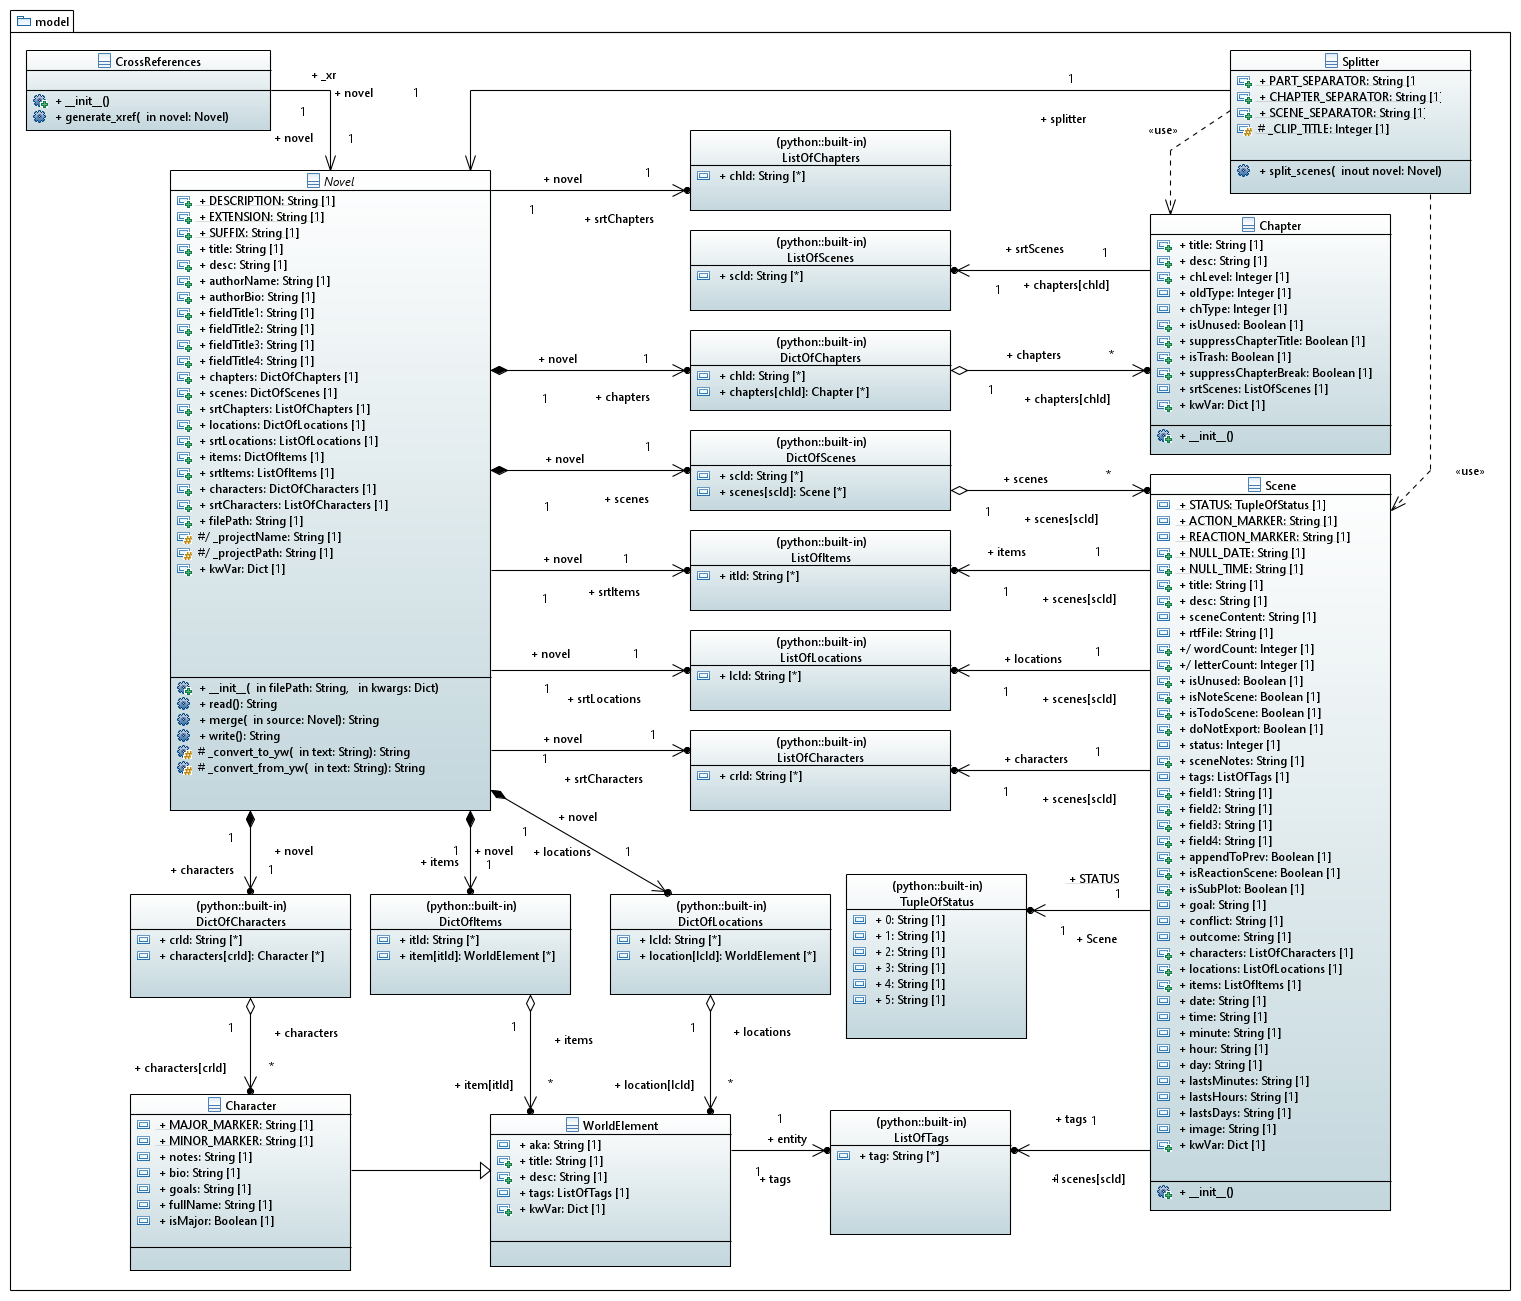 model
CrossReferences
+ __init__()
+ generate_xref( in novel: Novel)
+ _xr
+ novel
1
1
+ novel
1
1
+ splitter
Splitter
+ PART_SEPARATOR: String [1
+ CHAPTER_SEPARATOR: String [1]
+ SCENE_SEPARATOR: String [1]
# _CLIP_TITLE: Integer [1]
+ split_scenes( inout novel: Novel)
«use»
«use»
Novel
+ DESCRIPTION: String [1]
+ EXTENSION: String [1]
+ SUFFIX: String [1]
+ title: String [1]
+ desc: String [1]
+ authorName: String [1]
+ authorBio: String [1]
+ fieldTitle1: String [1]
+ fieldTitle2: String [1]
+ fieldTitle3: String [1]
+ fieldTitle4: String [1]
+ chapters: DictOfChapters [1]
+ scenes: DictOfScenes [1]
+ srtChapters: ListOfChapters [1]
+ locations: DictOfLocations [1]
+ srtLocations: ListOfLocations [1]
+ items: DictOfItems [1]
+ srtItems: ListOfItems [1]
+ characters: DictOfCharacters [1]
+ srtCharacters: ListOfCharacters [1]
+ filePath: String [1]
#/ _projectName: String [1]
#/ _projectPath: String [1]
+ kwVar: Dict [1]
+ __init__( in filePath: String, in kwargs: Dict)
+ read(): String
+ merge( in source: Novel): String
+ write(): String
# _convert_to_yw( in text: String): String
# _convert_from_yw( in text: String): String
+ novel
1
1
+ srtChapters
(python::built-in)
ListOfChapters
+ chId: String [*]
(python::built-in)
ListOfScenes
+ scId: String [*]
+ srtScenes
1
1
+ chapters[chId]
+ novel
1
1
+ chapters
(python::built-in)
DictOfChapters
+ chId: String [*]
+ chapters[chId]: Chapter [*]
+ chapters
*
1
+ chapters[chId]
Chapter
+ title: String [1]
+ desc: String [1]
+ chLevel: Integer [1]
+ oldType: Integer [1]
+ chType: Integer [1]
+ isUnused: Boolean [1]
+ suppressChapterTitle: Boolean [1]
+ isTrash: Boolean [1]
+ suppressChapterBreak: Boolean [1]
+ srtScenes: ListOfScenes [1]
+ kwVar: Dict [1]
+ __init__()
+ novel
1
1
+ scenes
(python::built-in)
DictOfScenes
+ scId: String [*]
+ scenes[scId]: Scene [*]
+ scenes
*
1
+ scenes[scId]
+ novel
1
1
+ srtItems
(python::built-in)
ListOfItems
+ itId: String [*]
+ items
1
1
+ scenes[scId]
+ novel
1
1
+ srtLocations
(python::built-in)
ListOfLocations
+ lcId: String [*]
+ locations
1
1
+ scenes[scId]
+ novel
1
1
+ srtCharacters
(python::built-in)
ListOfCharacters
+ crId: String [*]
+ characters
1
1
+ scenes[scId]
Scene
+ STATUS: TupleOfStatus [1]
+ ACTION_MARKER: String [1]
+ REACTION_MARKER: String [1]
+ NULL_DATE: String [1]
+ NULL_TIME: String [1]
+ title: String [1]
+ desc: String [1]
+ sceneContent: String [1]
+ rtfFile: String [1]
+/ wordCount: Integer [1]
+/ letterCount: Integer [1]
+ isUnused: Boolean [1]
+ isNoteScene: Boolean [1]
+ isTodoScene: Boolean [1]
+ doNotExport: Boolean [1]
+ status: Integer [1]
+ sceneNotes: String [1]
+ tags: ListOfTags [1]
+ field1: String [1]
+ field2: String [1]
+ field3: String [1]
+ field4: String [1]
+ appendToPrev: Boolean [1]
+ isReactionScene: Boolean [1]
+ isSubPlot: Boolean [1]
+ goal: String [1]
+ conflict: String [1]
+ outcome: String [1]
+ characters: ListOfCharacters [1]
+ locations: ListOfLocations [1]
+ items: ListOfItems [1]
+ date: String [1]
+ time: String [1]
+ minute: String [1]
+ hour: String [1]
+ day: String [1]
+ lastsMinutes: String [1]
+ lastsHours: String [1]
+ lastsDays: String [1]
+ image: String [1]
+ kwVar: Dict [1]
+ __init__()
1
+ novel
+ characters
1
1
+ novel
+ items
1
+ novel
1
+ locations
1
(python::built-in)
DictOfCharacters
+ crId: String [*]
+ characters[crId]: Character [*]
(python::built-in)
DictOfItems
+ itId: String [*]
+ item[itId]: WorldElement [*]
(python::built-in)
DictOfLocations
+ lcId: String [*]
+ location[lcId]: WorldElement [*]
(python::built-in)
TupleOfStatus
+ 0: String [1]
+ 1: String [1]
+ 2: String [1]
+ 3: String [1]
+ 4: String [1]
+ 5: String [1]
+ STATUS
1
1
+ Scene
1
+ characters
+ characters[crId]
*
1
+ items
+ item[itId]
*
1
+ locations
+ location[lcId]
*
Character
+ MAJOR_MARKER: String [1]
+ MINOR_MARKER: String [1]
+ notes: String [1]
+ bio: String [1]
+ goals: String [1]
+ fullName: String [1]
+ isMajor: Boolean [1]
WorldElement
+ aka: String [1]
+ title: String [1]
+ desc: String [1]
+ tags: ListOfTags [1]
+ kwVar: Dict [1]
1
+ entity
1
+ tags
(python::built-in)
ListOfTags
+ tag: String [*]
+ tags
1
1
+ scenes[scId]